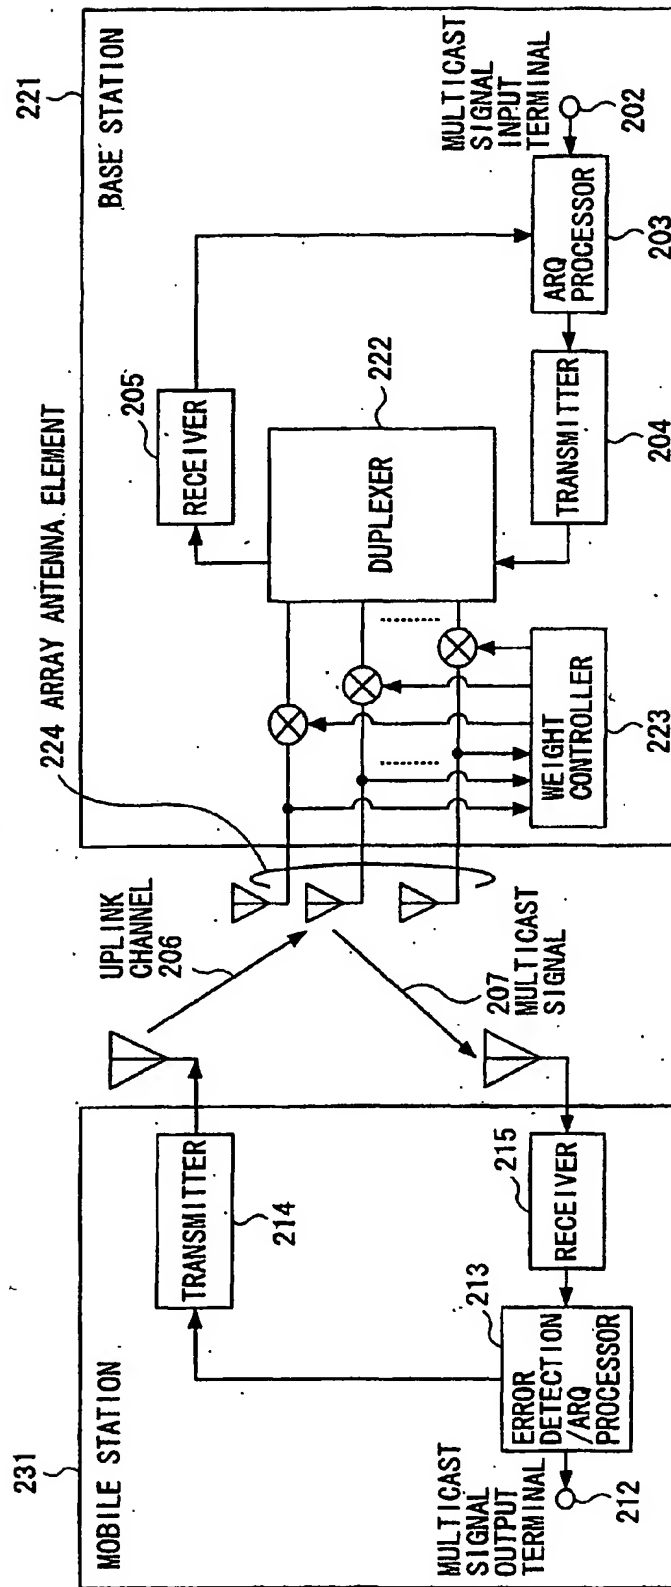 231
MOBILE STATION
MULTICAST
SIGNAL
OUTPUT
TERMINAL
212
213
ERROR
DETECTION
/ARQ
PROCESSOR
TRANSMITTER
214
215
RECEIVER
UPLINK
CHANNEL
206
207
MULTICAST
SIGNAL
224 ARRAY ANTENNA ELEMENT
221
BASE STATION
205
RECEIVER
222
DUPLEXER
WEIGHT
CONTROLLER
223
TRANSMITTER
204
ARQ
PROCESSOR
203
MULTICAST
SIGNAL
INPUT
TERMINAL
202